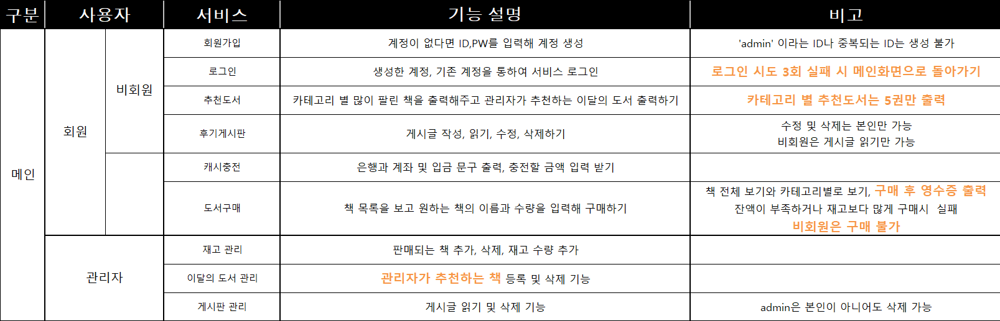 구분 사용자 서비스 기능 설명 비고
메인
회원
비회원
회원가입 계정이 없다면 ID,PW를 입력해 계정 생성 'admin' 이라는 ID나 중복되는 ID는 생성 불가
로그인 생성한 계정, 기존 계정을 통하여 서비스 로그인 로그인 시도 3회 실패 시 메인화면으로 돌아가기
추천도서 카테고리 별 많이 팔린 책을 출력해주고 관리자가 추천하는 이달의 도서 출력하기 카테고리 별 추천도서는 5권만 출력
후기게시판 게시글 작성, 읽기, 수정, 삭제하기 수정 및 삭제는 본인만 가능
비회원은 게시글 읽기만 가능
캐시충전 은행과 계좌 및 입금 문구 출력, 충전할 금액 입력 받기
도서구매 책 목록을 보고 원하는 책의 이름과 수량을 입력해 구매하기 책 전체 보기와 카테고리별로 보기, 구매 후 영수증 출력
잔액이 부족하거나 재고보다 많게 구매시 실패
비회원은 구매 불가
관리자
재고 관리 판매되는 책 추가, 삭제, 재고 수량 추가
이달의 도서 관리 관리자가 추천하는 책 등록 및 삭제 기능
게시판 관리 게시글 읽기 및 삭제 기능 admin은 본인이 아니어도 삭제 가능